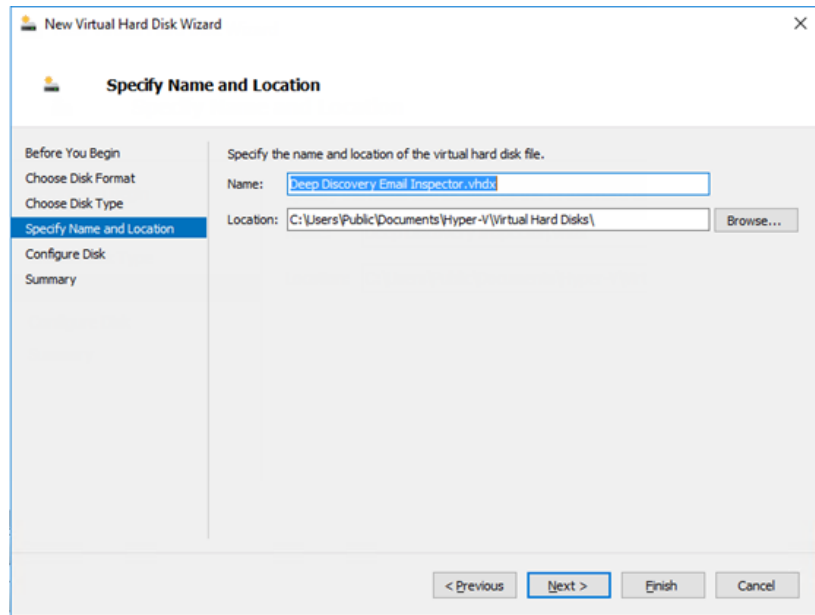 New Virtual Hard Disk Wizard
Specify Name and Location
Before You Begin
Choose Disk Format
Choose Disk Type
Specify Name and Location
Configure Disk
Summary
Specify the name and location of the virtual hard disk file.
Name: Deep Discovery Email Inspector.vhdx
Location: C:\Users\Public\Documents\Hyper-V\Virtual Hard Disks\ Browse...
< Previous Next > Finish Cancel